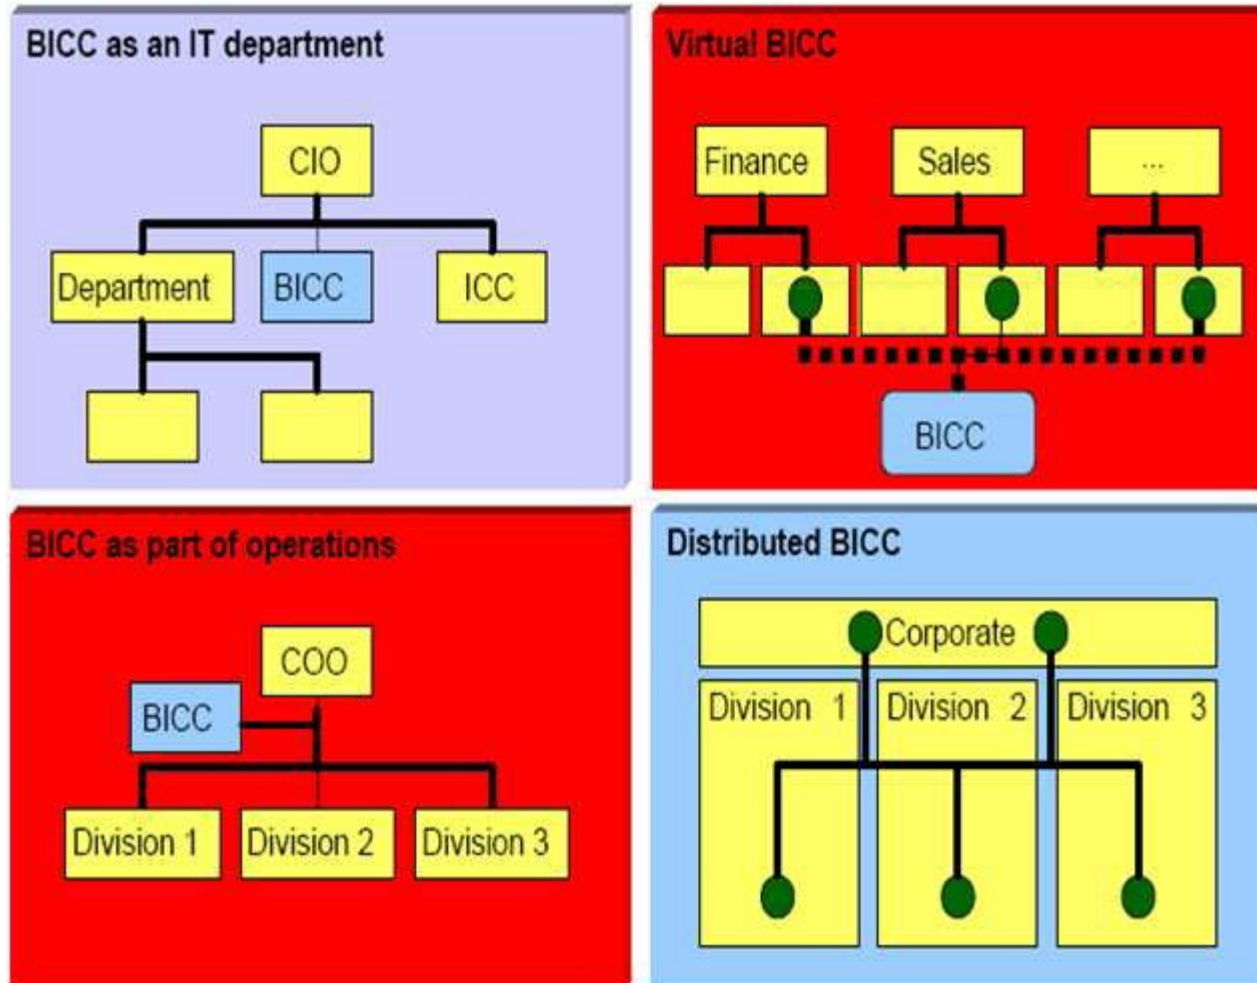 BICC as an IT department
CIO
Department
BICC
ICC
Virtual BICC
Finance
Sales
...
BICC
BICC as part of operations
COO
BICC
Division 1
Division 2
Division 3
Distributed BICC
Corporate
Division 1
Division 2
Division 3